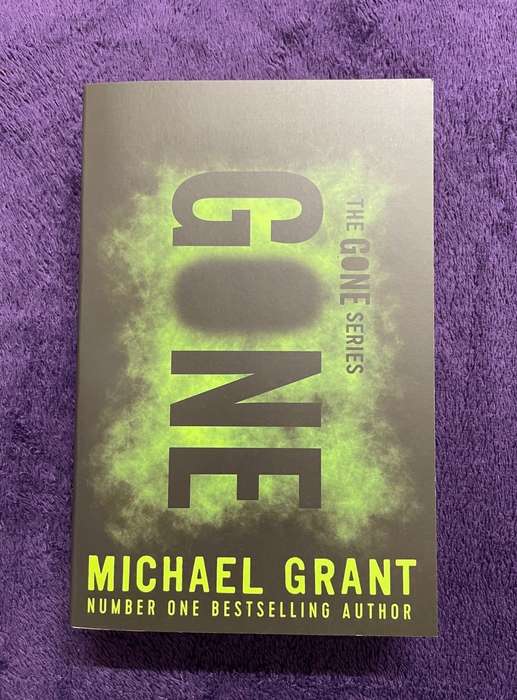 THE GONE SERIES
GONE
MICHAEL GRANT
NUMBER ONE BESTSELLING AUTHOR